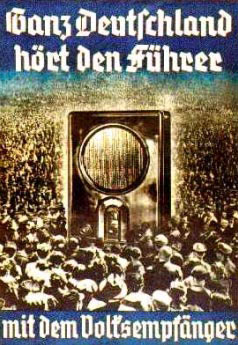 Ganz Deutschland
hört den Führer
mit dem Volksempfänger